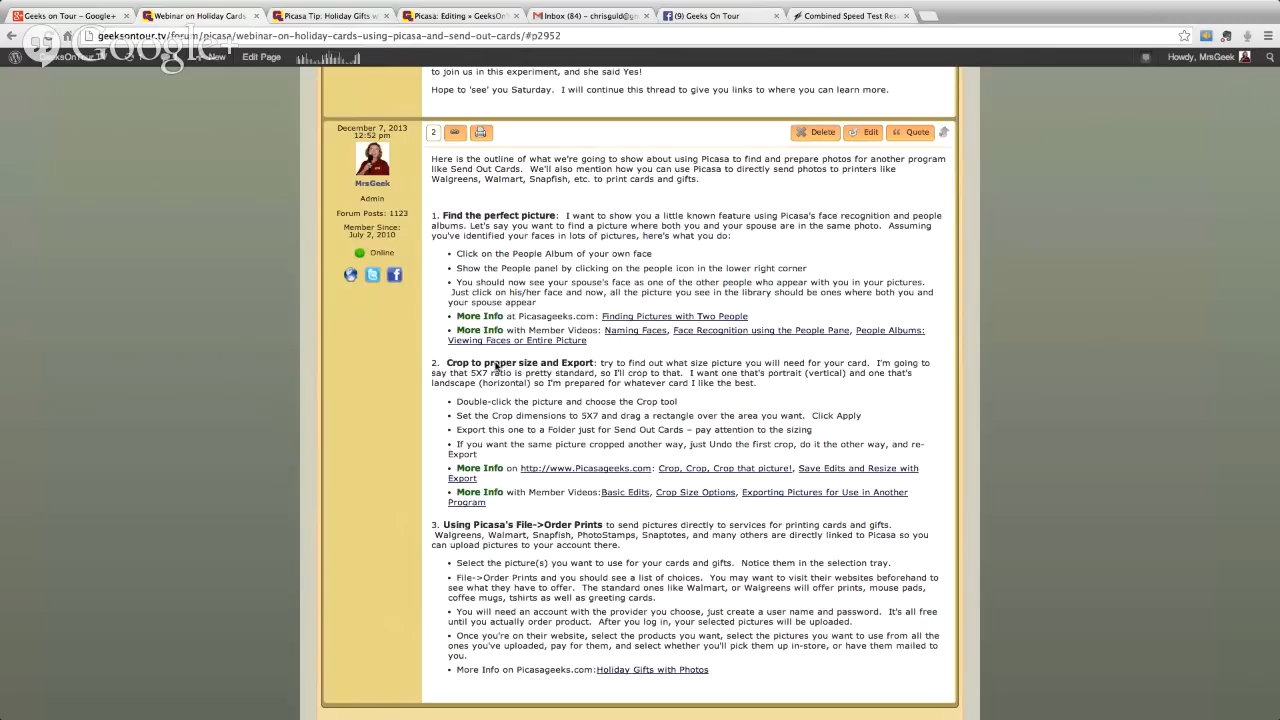 Geeks on Tour - Google+
Webinar on Holiday Cards
Picasa Tip: Holiday Gifts w
Picasa: Editing » GeeksOn
Inbox (84) - chrisguld@gn
(9) Geeks On Tour
Combined Speed Test Res
geeksontour.tv/forum/picasa/webinar-on-holiday-cards-using-picasa-and-send-out-cards/#p2952
Google+
GeeksOnTour.TV
New
Edit Page
Howdy, MrsGeek
to join us in this experiment, and she said Yes!
Hope to 'see' you Saturday. I will continue this thread to give you links to where you can learn more.
December 7, 2013
12:52 pm
MrsGeek
Admin
Forum Posts: 1123
Member Since:
July 2, 2010
Online
2
Delete
Edit
Quote
Here is the outline of what we're going to show about using Picasa to find and prepare photos for another program
like Send Out Cards. We'll also mention how you can use Picasa to directly send photos to printers like
Walgreens, Walmart, Snapfish, etc. to print cards and gifts.
1. Find the perfect picture: I want to show you a little known feature using Picasa's face recognition and people
albums. Let's say you want to find a picture where both you and your spouse are in the same photo. Assuming
you've identified your faces in lots of pictures, here's what you do:
• Click on the People Album of your own face
• Show the People panel by clicking on the people icon in the lower right corner
• You should now see your spouse's face as one of the other people who appear with you in your pictures.
Just click on his/her face and now, all the picture you see in the library should be ones where both you and
your spouse appear
• More Info at Picasageeks.com: Finding Pictures with Two People
• More Info with Member Videos: Naming Faces, Face Recognition using the People Pane, People Albums:
Viewing Faces or Entire Picture
2. Crop to proper size and Export: try to find out what size picture you will need for your card. I'm going to
say that 5X7 ratio is pretty standard, so I'll crop to that. I want one that's portrait (vertical) and one that's
landscape (horizontal) so I'm prepared for whatever card I like the best.
• Double-click the picture and choose the Crop tool
• Set the Crop dimensions to 5X7 and drag a rectangle over the area you want. Click Apply
• Export this one to a Folder just for Send Out Cards – pay attention to the sizing
• If you want the same picture cropped another way, just Undo the first crop, do it the other way, and re-
Export
• More Info on http://www.Picasageeks.com: Crop, Crop, Crop that picture!, Save Edits and Resize with
Export
• More Info with Member Videos:Basic Edits, Crop Size Options, Exporting Pictures for Use in Another
Program
3. Using Picasa's File->Order Prints to send pictures directly to services for printing cards and gifts.
Walgreens, Walmart, Snapfish, PhotoStamps, Snaptotes, and many others are directly linked to Picasa so you
can upload pictures to your account there.
• Select the picture(s) you want to use for your cards and gifts. Notice them in the selection tray.
• File->Order Prints and you should see a list of choices. You may want to visit their websites beforehand to
see what they have to offer. The standard ones like Walmart, or Walgreens will offer prints, mouse pads,
coffee mugs, tshirts as well as greeting cards.
• You will need an account with the provider you choose, just create a user name and password. It's all free
until you actually order product. After you log in, your selected pictures will be uploaded.
• Once you're on their website, select the products you want, select the pictures you want to use from all the
ones you've uploaded, pay for them, and select whether you'll pick them up in-store, or have them mailed to
you.
• More Info on Picasageeks.com:Holiday Gifts with Photos